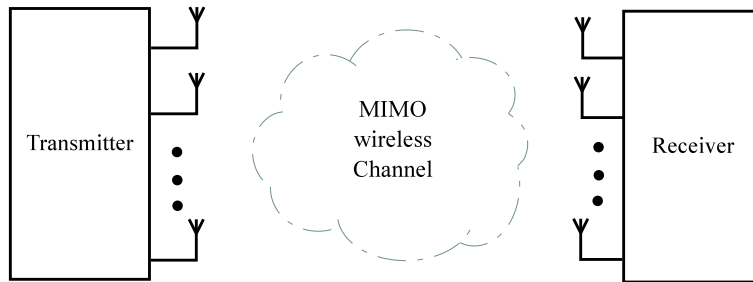 Transmitter
MIMO
wireless
Channel
Receiver